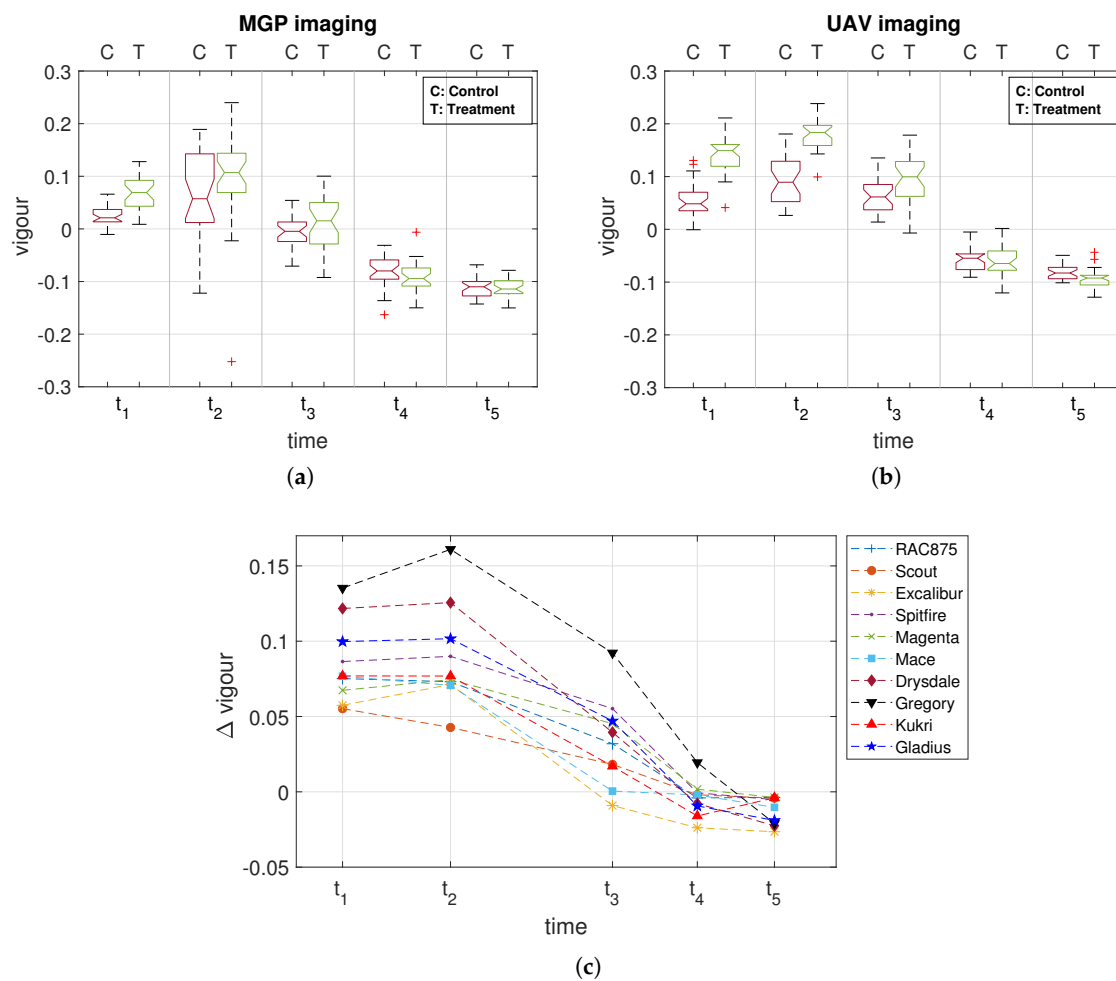 MGP imaging
C T C T C T C T C T
C: Control
T: Treatment
0.3
0.2
0.1
0
-0.1
-0.2
-0.3
vigour
t1 t2 t3 t4 t5
time
(a)
UAV imaging
C T C T C T C T C T
C: Control
T: Treatment
0.3
0.2
0.1
0
-0.1
-0.2
-0.3
vigour
t1 t2 t3 t4 t5
time
(b)
0.15
0.1
0.05
0
-0.05
Δ vigour
t1 t2 t3 t4 t5
time
RAC875
Scout
Excalibur
Spitfire
Magenta
Mace
Drysdale
Gregory
Kukri
Gladius
(c)